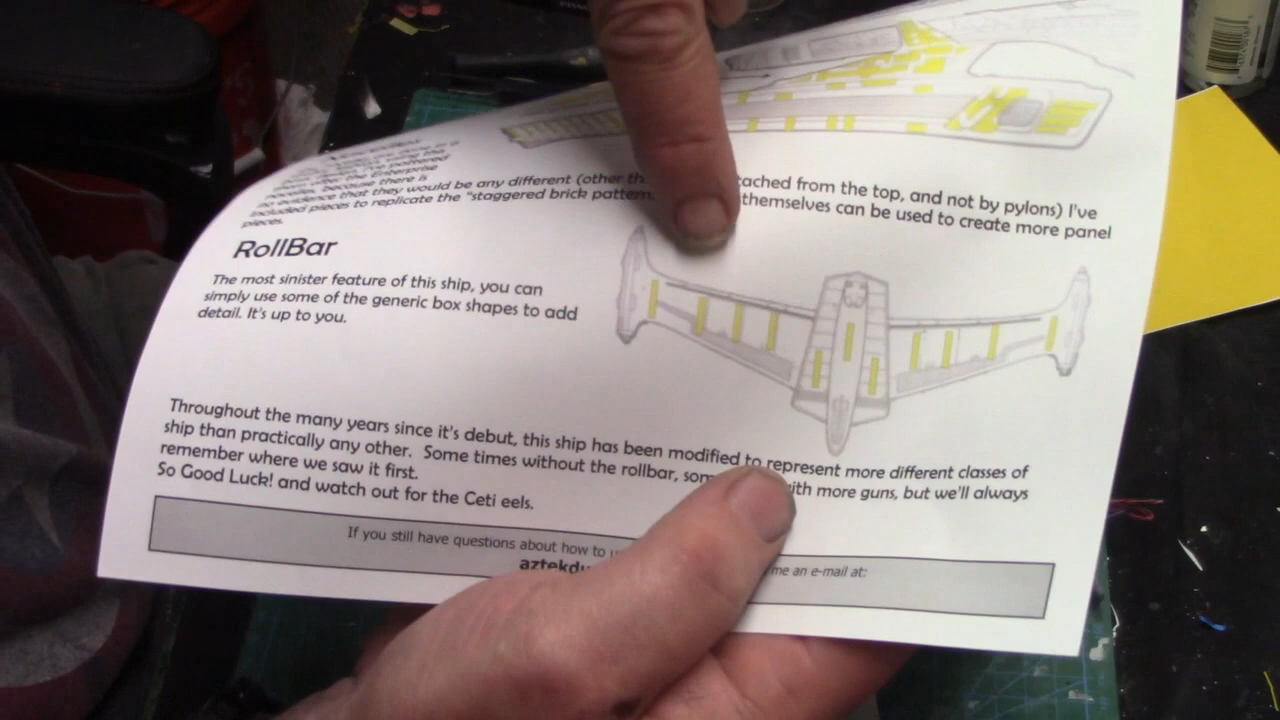 there is
no evidence that they would be any different (other th tached from the top, and not by pylons) I've
included pieces to replicate the "staggered brick pattern themselves can be used to create more panel
pieces.
RollBar
The most sinister feature of this ship, you can
simply use some of the generic box shapes to add
detail. It's up to you.
Throughout the many years since it's debut, this ship has been modified to represent more different classes of
ship than practically any other. Some times without the rollbar, som ith more guns, but we'll always
remember where we saw it first.
So Good Luck! and watch out for the Ceti eels.
If you still have questions about how to u me an e-mail at:
aztekdu